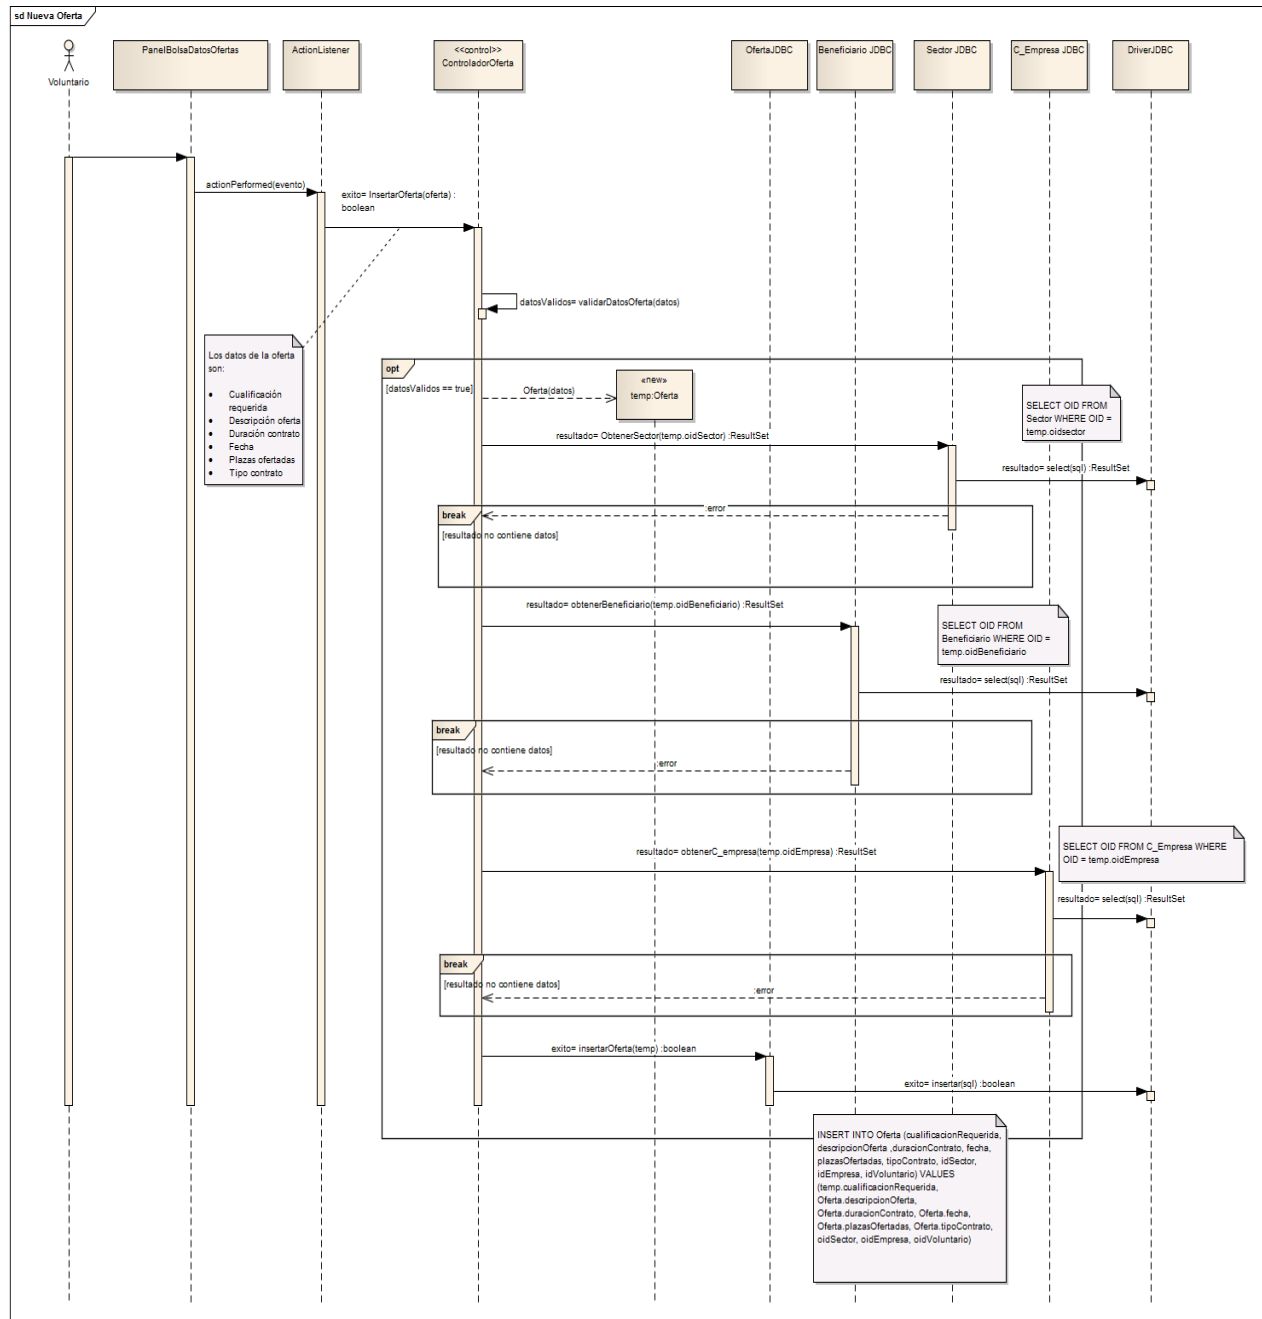 sd Nueva Oferta
Voluntario
PanelBolsaDatosOfertas
ActionListener
<<control>>
ControladorOferta
OfertaJDBC
Beneficiario JDBC
Sector JDBC
C_Empresa JDBC
DriverJDBC
actionPerformed(evento)
exito= InsertarOferta(oferta) :
boolean
datosValidos= validarDatosOferta(datos)
Los datos de la oferta
son:
• Cualificación
requerida
• Descripción oferta
• Duración contrato
• Fecha
• Plazas ofertadas
• Tipo contrato
opt
[datosValidos == true]
Oferta(datos)
«new»
temp:Oferta
SELECT OID FROM
Sector WHERE OID =
temp.oidsector
resultado= ObtenerSector(temp.oidSector) :ResultSet
resultado= select(sql) :ResultSet
break
:error
[resultado no contiene datos]
resultado= obtenerBeneficiario(temp.oidBeneficiario) :ResultSet
SELECT OID FROM
Beneficiario WHERE OID =
temp.oidBeneficiario
resultado= select(sql) :ResultSet
break
[resultado no contiene datos]
:error
SELECT OID FROM C_Empresa WHERE
OID = temp.oidEmpresa
resultado= obtenerC_empresa(temp.oidEmpresa) :ResultSet
resultado= select(sql) :ResultSet
break
[resultado no contiene datos]
:error
exito= insertarOferta(temp) :boolean
exito= insertar(sql) :boolean
INSERT INTO Oferta (cualificacionRequerida,
descripcionOferta ,duracionContrato, fecha,
plazasOfertadas, tipoContrato, idSector,
idEmpresa, idVoluntario) VALUES
(temp.cualificacionRequerida,
Oferta.descripcionOferta,
Oferta.duracionContrato, Oferta.fecha,
Oferta.plazasOfertadas, Oferta.tipoContrato,
oidSector, oidEmpresa, oidVoluntario)